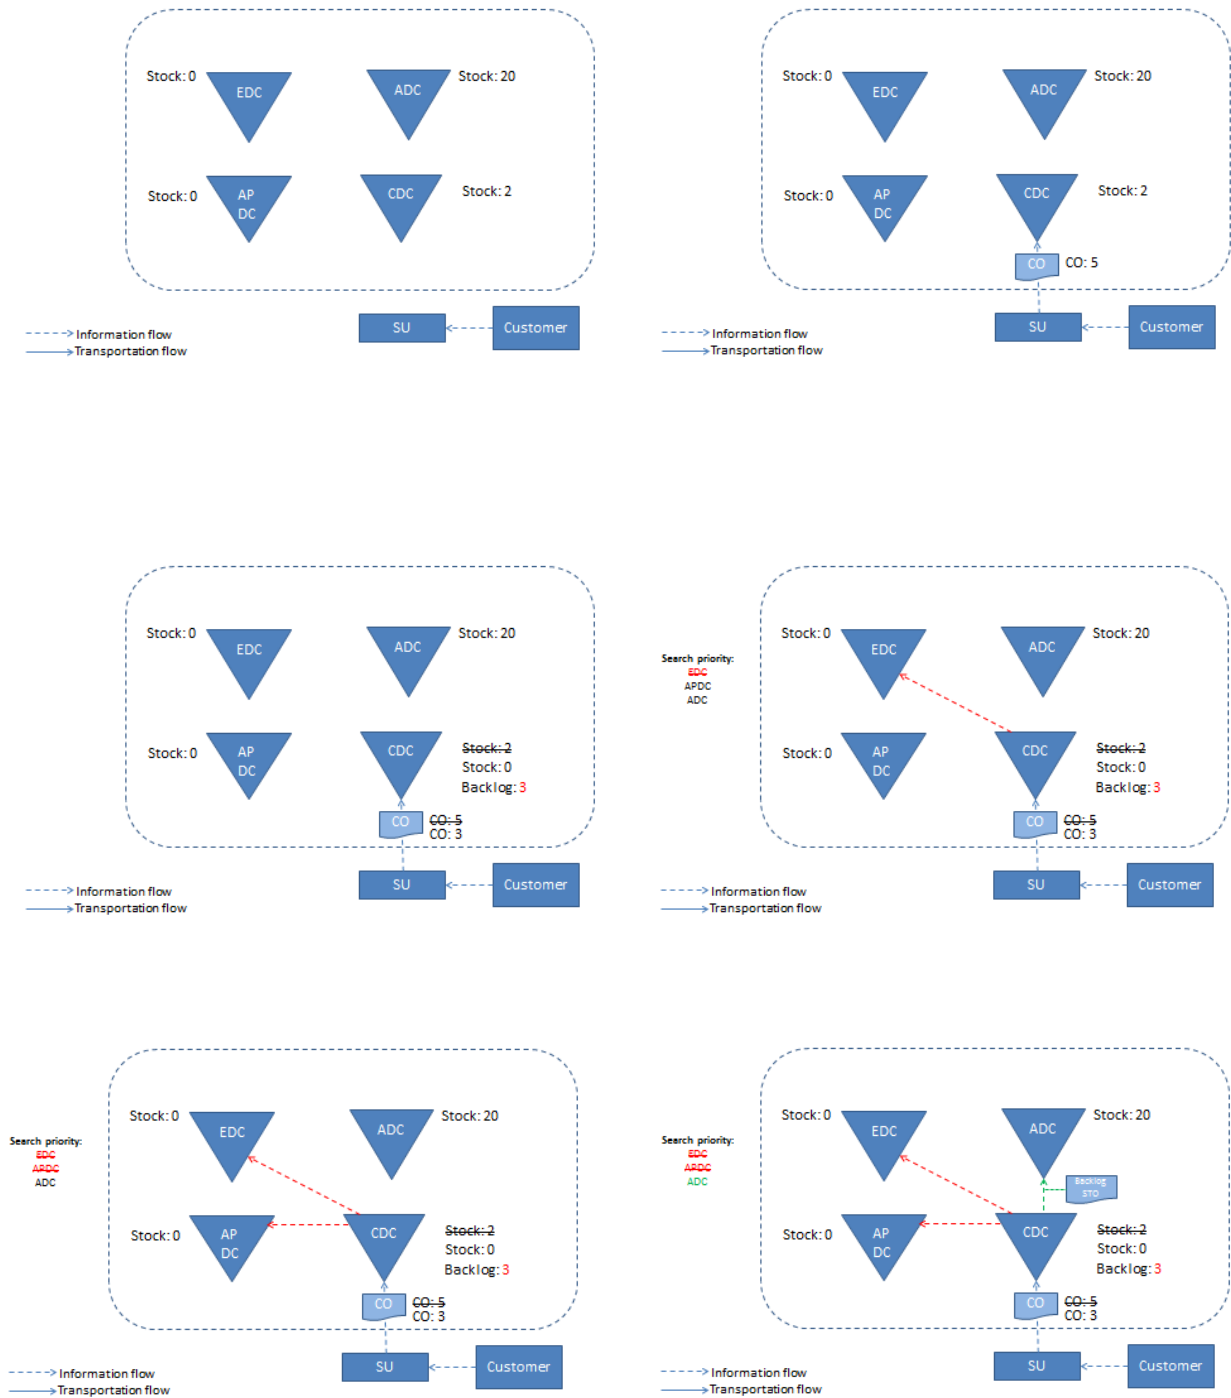 Stock: 0
EDC
ADC
Stock: 20
Stock: 0
AP
DC
CDC
Stock: 2
SU
Customer
Information flow
Transportation flow
Stock: 0
EDC
ADC
Stock: 20
Stock: 0
AP
DC
CDC
Stock: 2
CO
CO: 5
SU
Customer
Information flow
Transportation flow
Stock: 0
EDC
ADC
Stock: 20
Stock: 0
AP
DC
CDC
Stock: 2
Stock: 0
Backlog: 3
CO
CO: 5
CO: 3
SU
Customer
Information flow
Transportation flow
Search priority:
EDC
APDC
ADC
Stock: 0
EDC
ADC
Stock: 20
Stock: 0
AP
DC
CDC
Stock: 2
Stock: 0
Backlog: 3
CO
CO: 5
CO: 3
SU
Customer
Information flow
Transportation flow
Search priority:
EDC
APDC
ADC
Stock: 0
EDC
ADC
Stock: 20
Stock: 0
AP
DC
CDC
Stock: 2
Stock: 0
Backlog: 3
CO
CO: 5
CO: 3
SU
Customer
Information flow
Transportation flow
Search priority:
EDC
APDC
ADC
Stock: 0
EDC
ADC
Stock: 20
Backlog
STO
Stock: 0
AP
DC
CDC
Stock: 2
Stock: 0
Backlog: 3
CO
CO: 5
CO: 3
SU
Customer
Information flow
Transportation flow